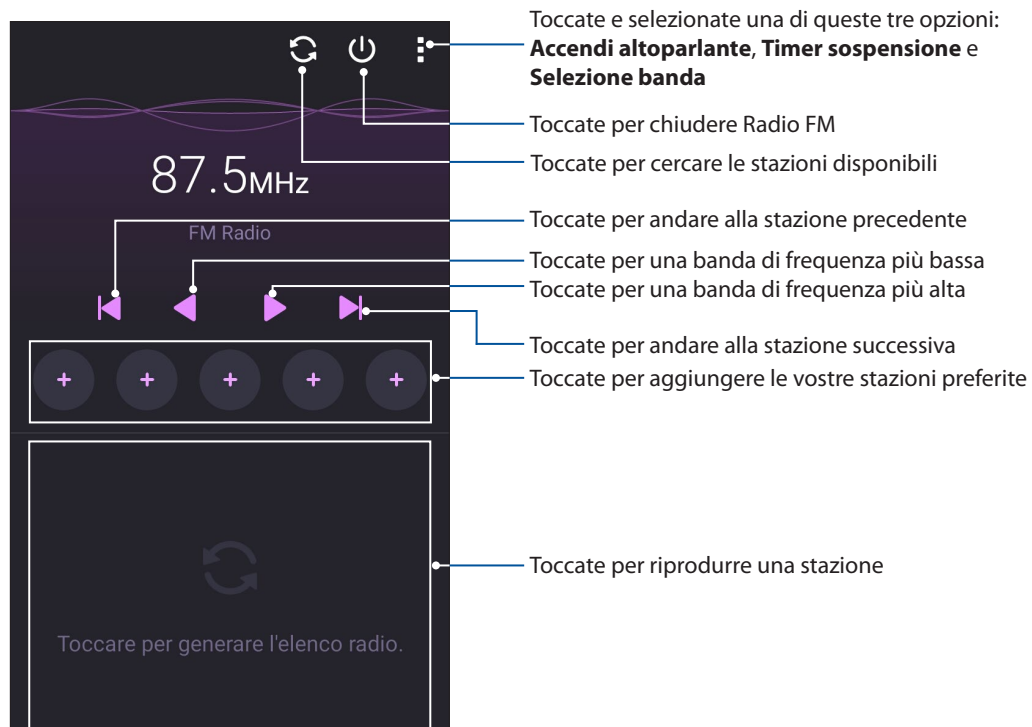 Toccate e selezionate una di queste tre opzioni:
Accendi altoparlante, Timer sospensione e
Selezione banda
Toccate per chiudere Radio FM
Toccate per cercare le stazioni disponibili
87.5MHz
FM Radio
Toccate per andare alla stazione precedente
Toccate per una banda di frequenza più bassa
Toccate per una banda di frequenza più alta
Toccate per andare alla stazione successiva
Toccate per aggiungere le vostre stazioni preferite
Toccate per riprodurre una stazione
Toccare per generare l'elenco radio.